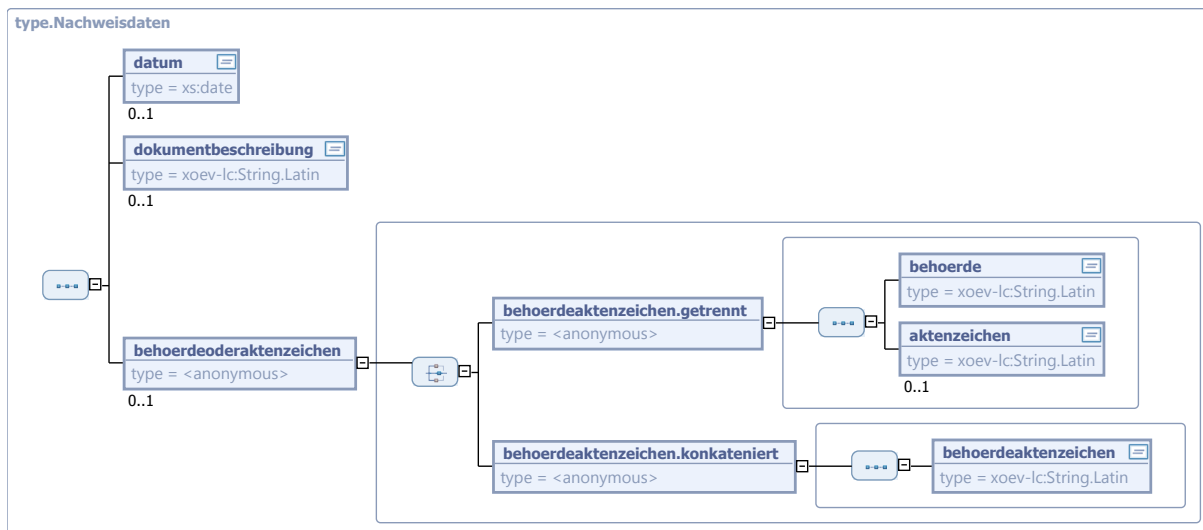 type.Nachweisdaten
datum
type = xs:date
0..1
dokumentbeschreibung
type = xoev-lc:String.Latin
0..1
behoerdeoderaktenzeichen
type = <anonymous>
0..1
behoerdeaktenzeichen.getrennt
type = <anonymous>
behoerde
type = xoev-lc:String.Latin
aktenzeichen
type = xoev-lc:String.Latin
0..1
behoerdeaktenzeichen.konkateniert
type = <anonymous>
behoerdeaktenzeichen
type = xoev-lc:String.Latin